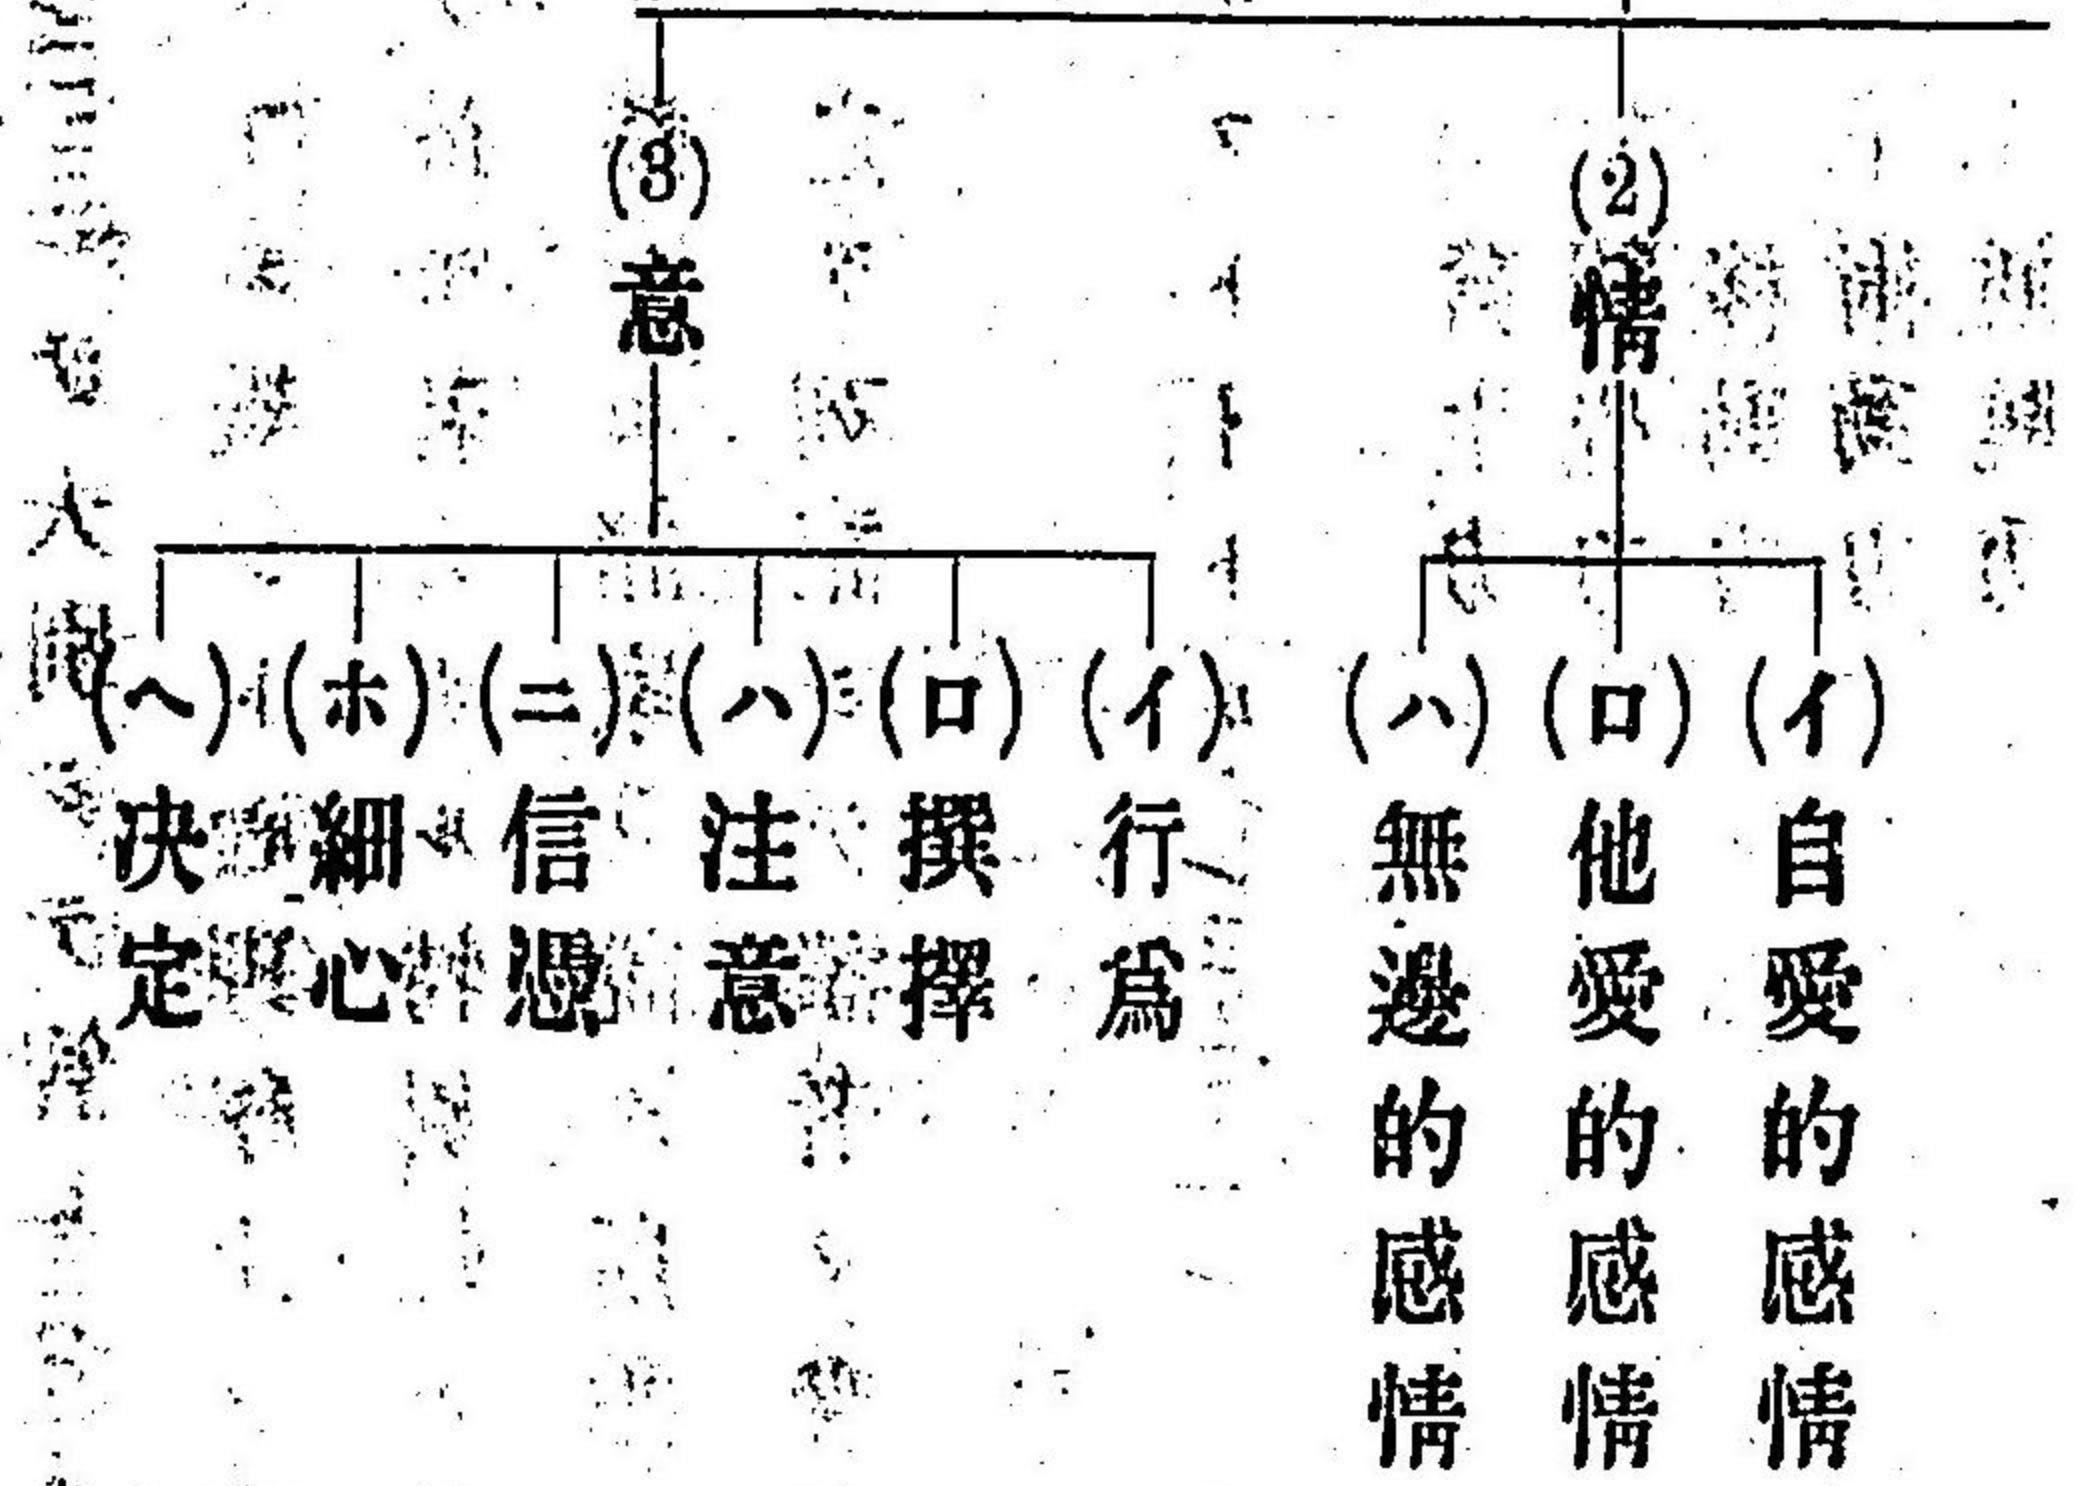 (2)情
(イ)自愛的感情
(ロ)他愛的感情
(ハ)無邊的感情
(3)意
(イ)行爲
(ロ)撰擇
(ハ)注意
(ニ)信憑
(ホ)細心
(ヘ)决定